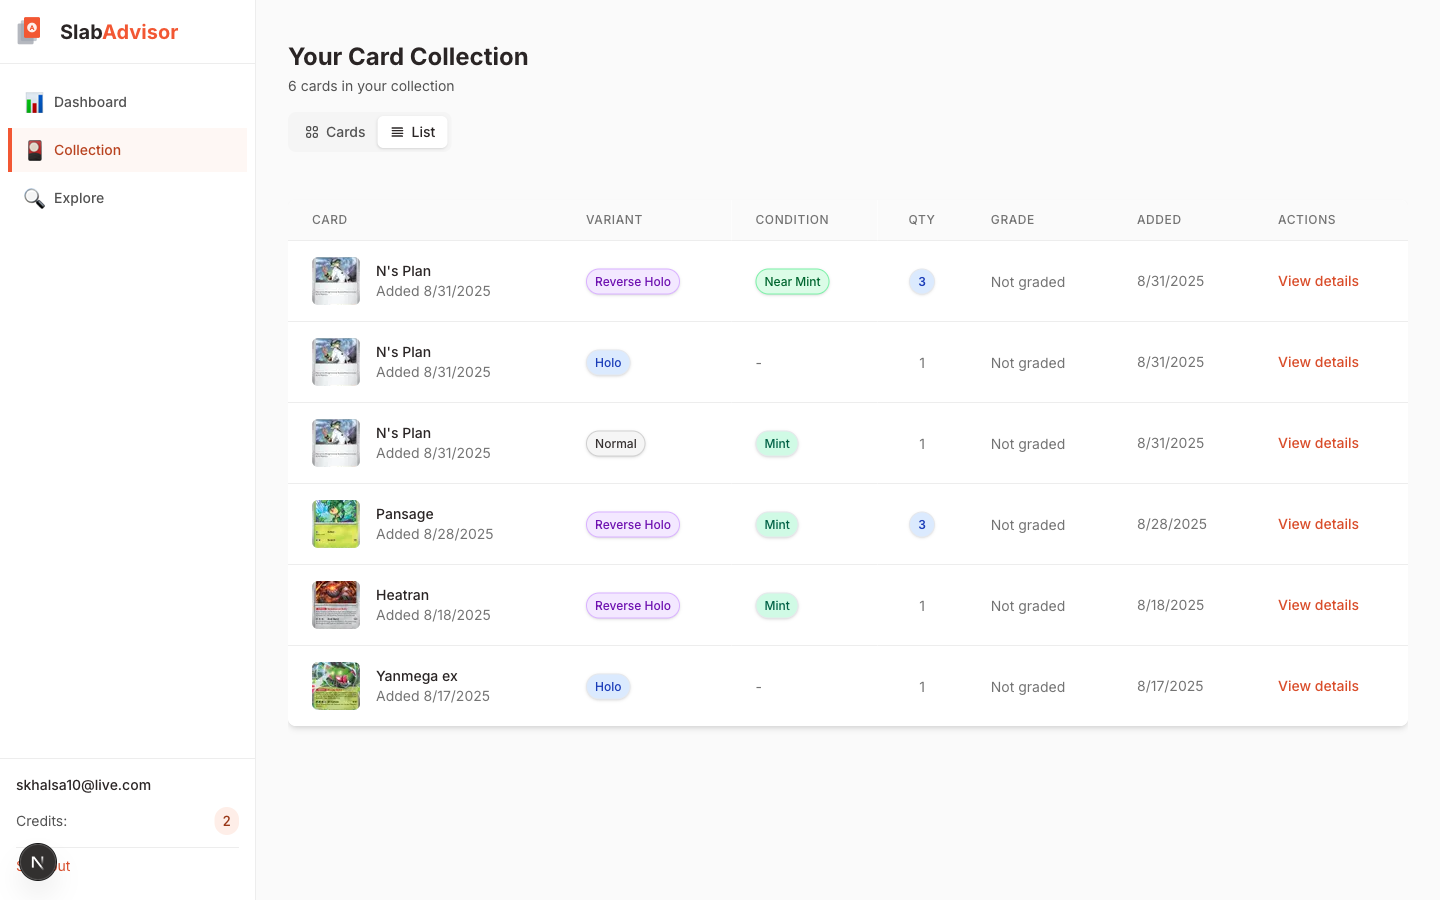 SlabAdvisor
Dashboard
Collection
Explore
skhalsa10@live.com
Credits: 2
N
Your Card Collection
6 cards in your collection
Cards List
CARD VARIANT CONDITION QTY GRADE ADDED ACTIONS
N's Plan
Added 8/31/2025
Reverse Holo Near Mint 3 Not graded 8/31/2025 View details
N's Plan
Added 8/31/2025
Holo - 1 Not graded 8/31/2025 View details
N's Plan
Added 8/31/2025
Normal Mint 1 Not graded 8/31/2025 View details
Pansage
Added 8/28/2025
Reverse Holo Mint 3 Not graded 8/28/2025 View details
Heatran
Added 8/18/2025
Reverse Holo Mint 1 Not graded 8/18/2025 View details
Yanmega ex
Added 8/17/2025
Holo - 1 Not graded 8/17/2025 View details